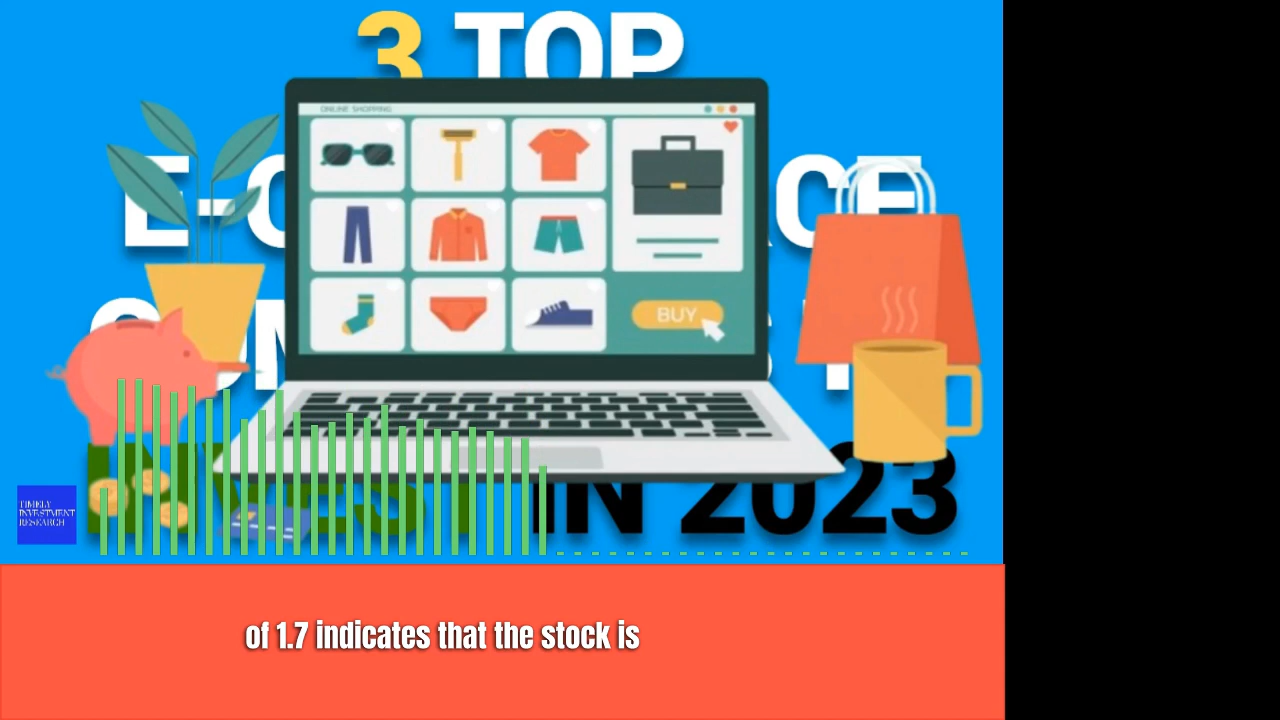 3 TOP
ONLINE SHOPPING
BUY
IN 2023
TIMELY
INVESTMENT
RESEARCH
of 1.7 indicates that the stock is